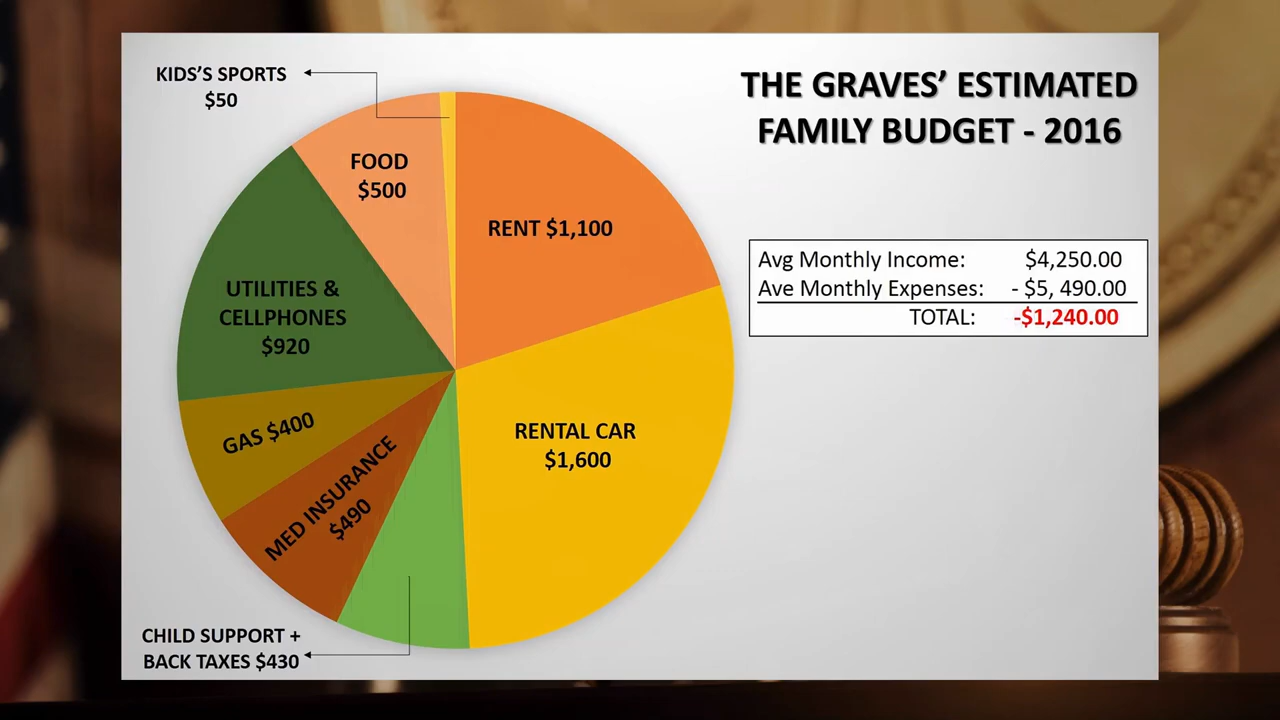 THE GRAVES’ ESTIMATED
FAMILY BUDGET - 2016
KIDS’S SPORTS
$50
FOOD
$500
RENT $1,100
UTILITIES &
CELLPHONES
$920
GAS $400
MED INSURANCE
$490
RENTAL CAR
$1,600
CHILD SUPPORT +
BACK TAXES $430
Avg Monthly Income: $4,250.00
Ave Monthly Expenses: - $5, 490.00
TOTAL: -$1,240.00